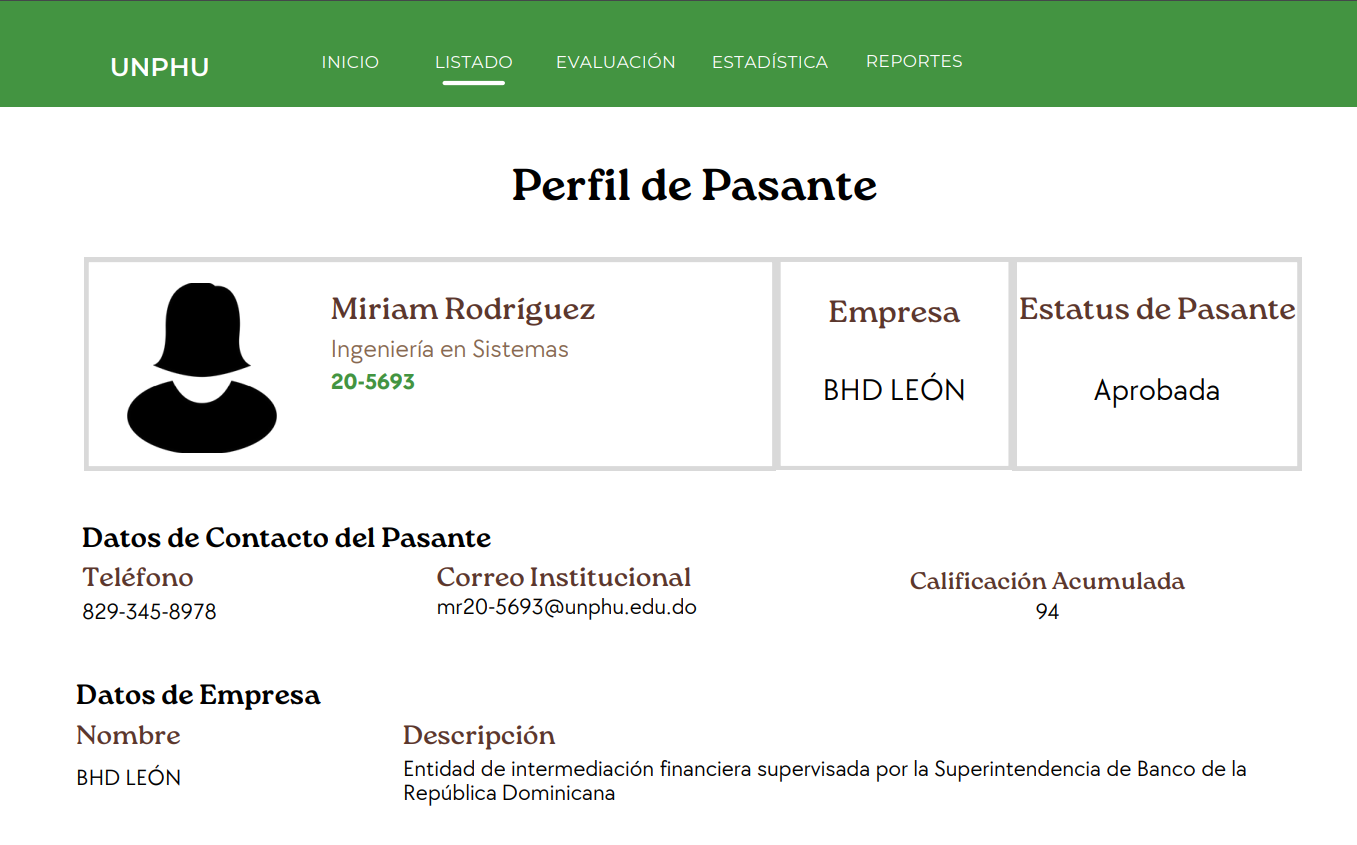 UNPHU
INICIO
LISTADO
EVALUACIÓN
ESTADÍSTICA
REPORTES
Perfil de Pasante
Miriam Rodríguez
Ingeniería en Sistemas
20-5693
Empresa
BHD LEÓN
Estatus de Pasante
Aprobada
Datos de Contacto del Pasante
Teléfono
829-345-8978
Correo Institucional
mr20-5693@unphu.edu.do
Calificación Acumulada
94
Datos de Empresa
Nombre
BHD LEÓN
Descripción
Entidad de intermediación financiera supervisada por la Superintendencia de Banco de la
República Dominicana